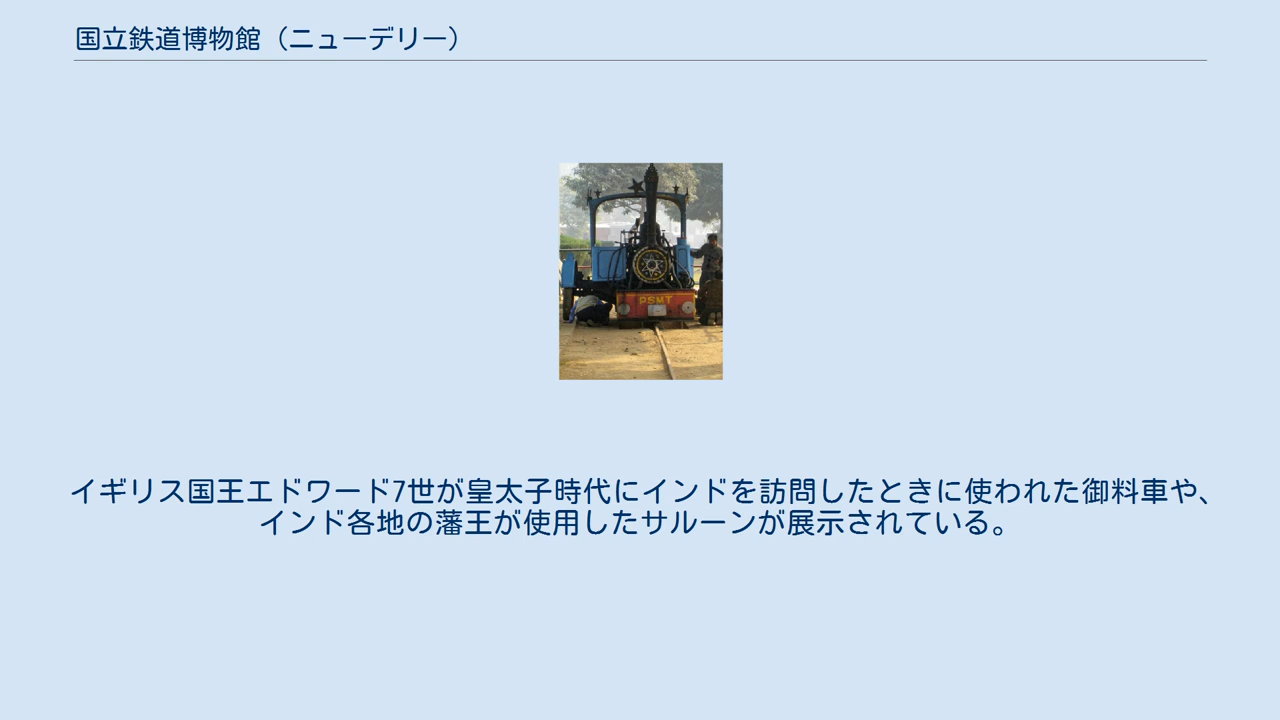 国立鉄道博物館（ニューデリー）
PSMT
イギリス国王エドワード7世が皇太子時代にインドを訪問したときに使われた御料車や、
インド各地の藩王が使用したサルーンが展示されている。